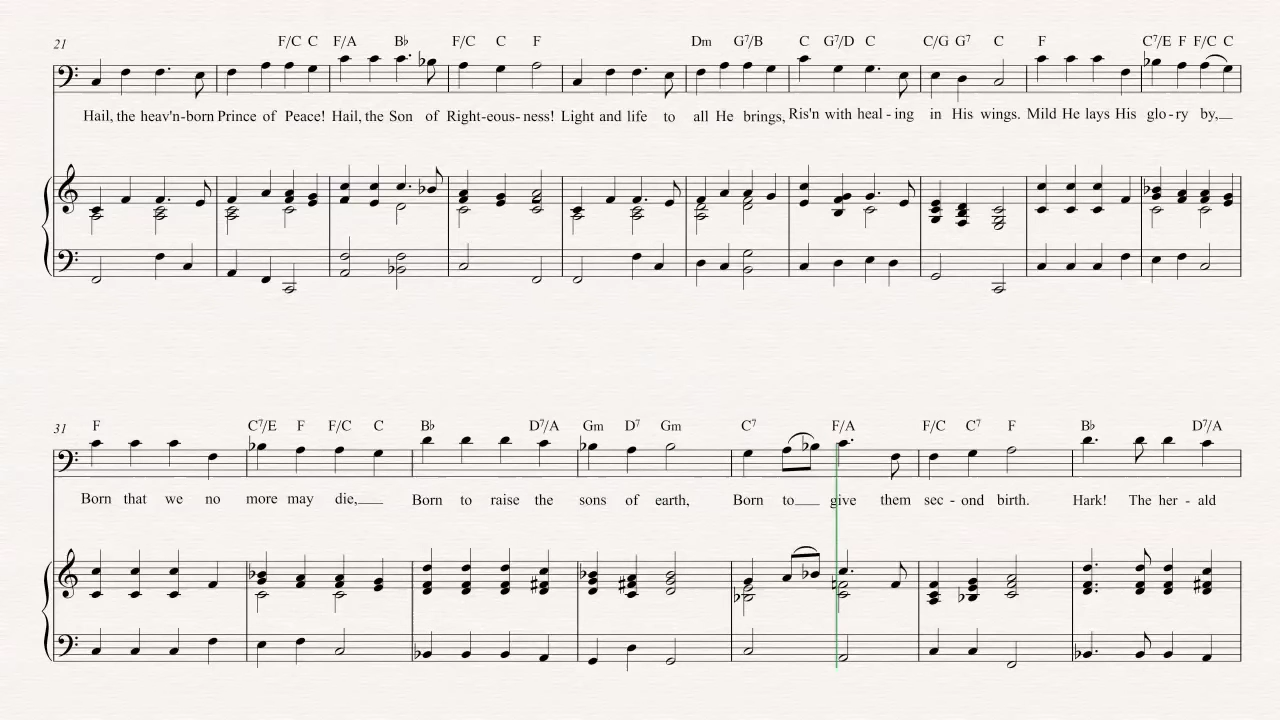 21 F/C C F/A B♭ F/C C F Dm G7/B C G7/D C C/G G7 C F C7/E F F/C C
Hail, the heav'n-born Prince of Peace! Hail, the Son of Right-eous-ness! Light and life to all He brings, Ris'n with heal-ing in His wings. Mild He lays His glo-ry by,
31 F C7/E F F/C C B♭ D7/A Gm D7 Gm C7 F/A F/C C7 F B♭ D7/A
Born that we no more may die, Born to raise the sons of earth, Born to give them sec-ond birth. Hark! The her-ald